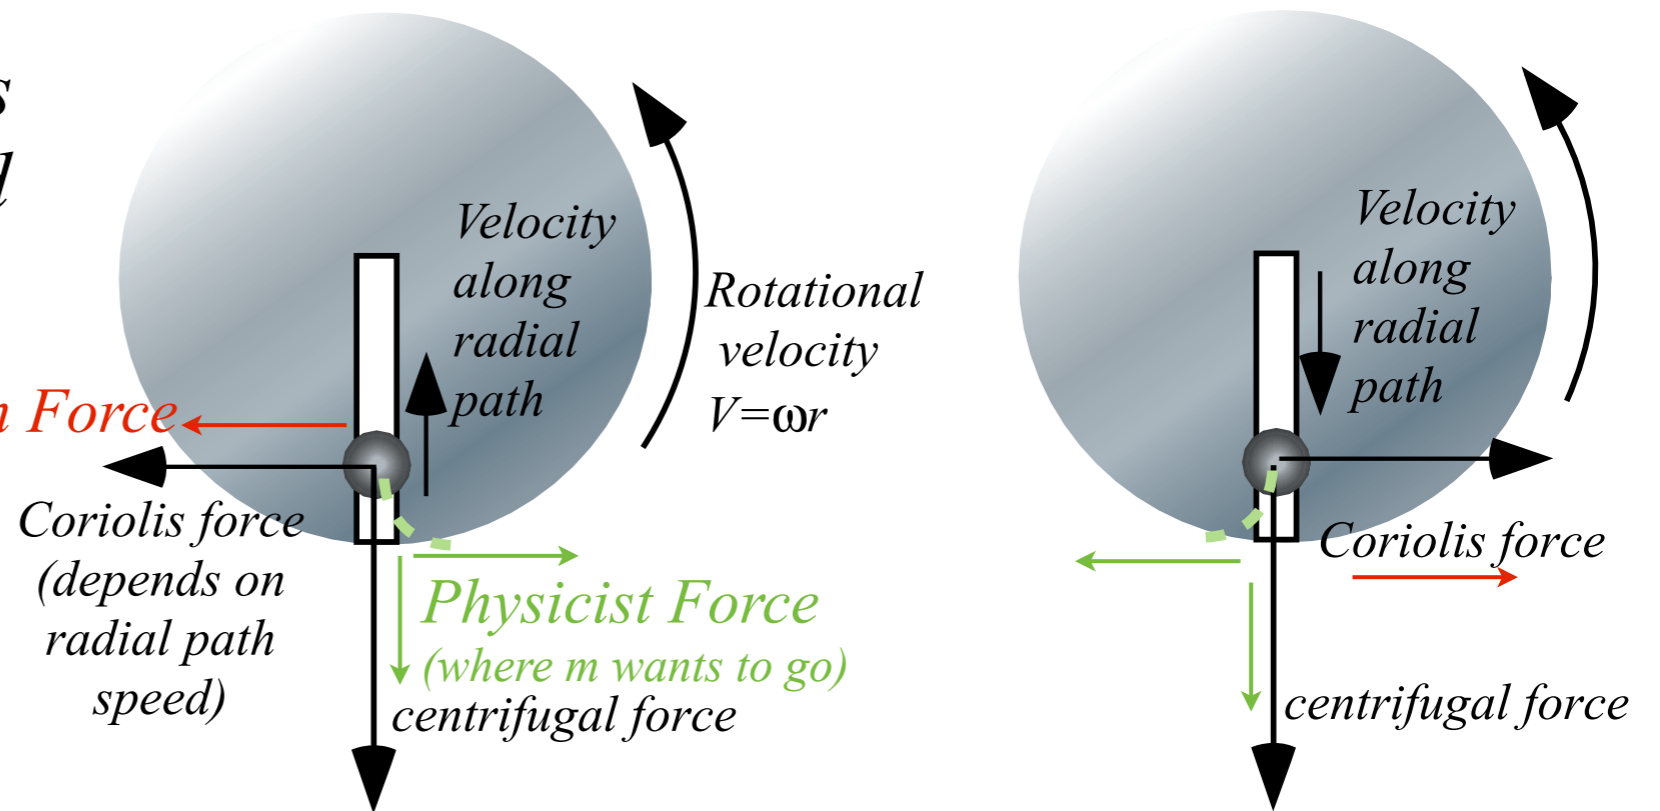 s
d
Velocity
along
radial
path
Rotational
velocity
V=ωr
n Force
Coriolis force
(depends on
radial path
speed)
Physicist Force
(where m wants to go)
centrifugal force
Velocity
along
radial
path
Coriolis force
centrifugal force